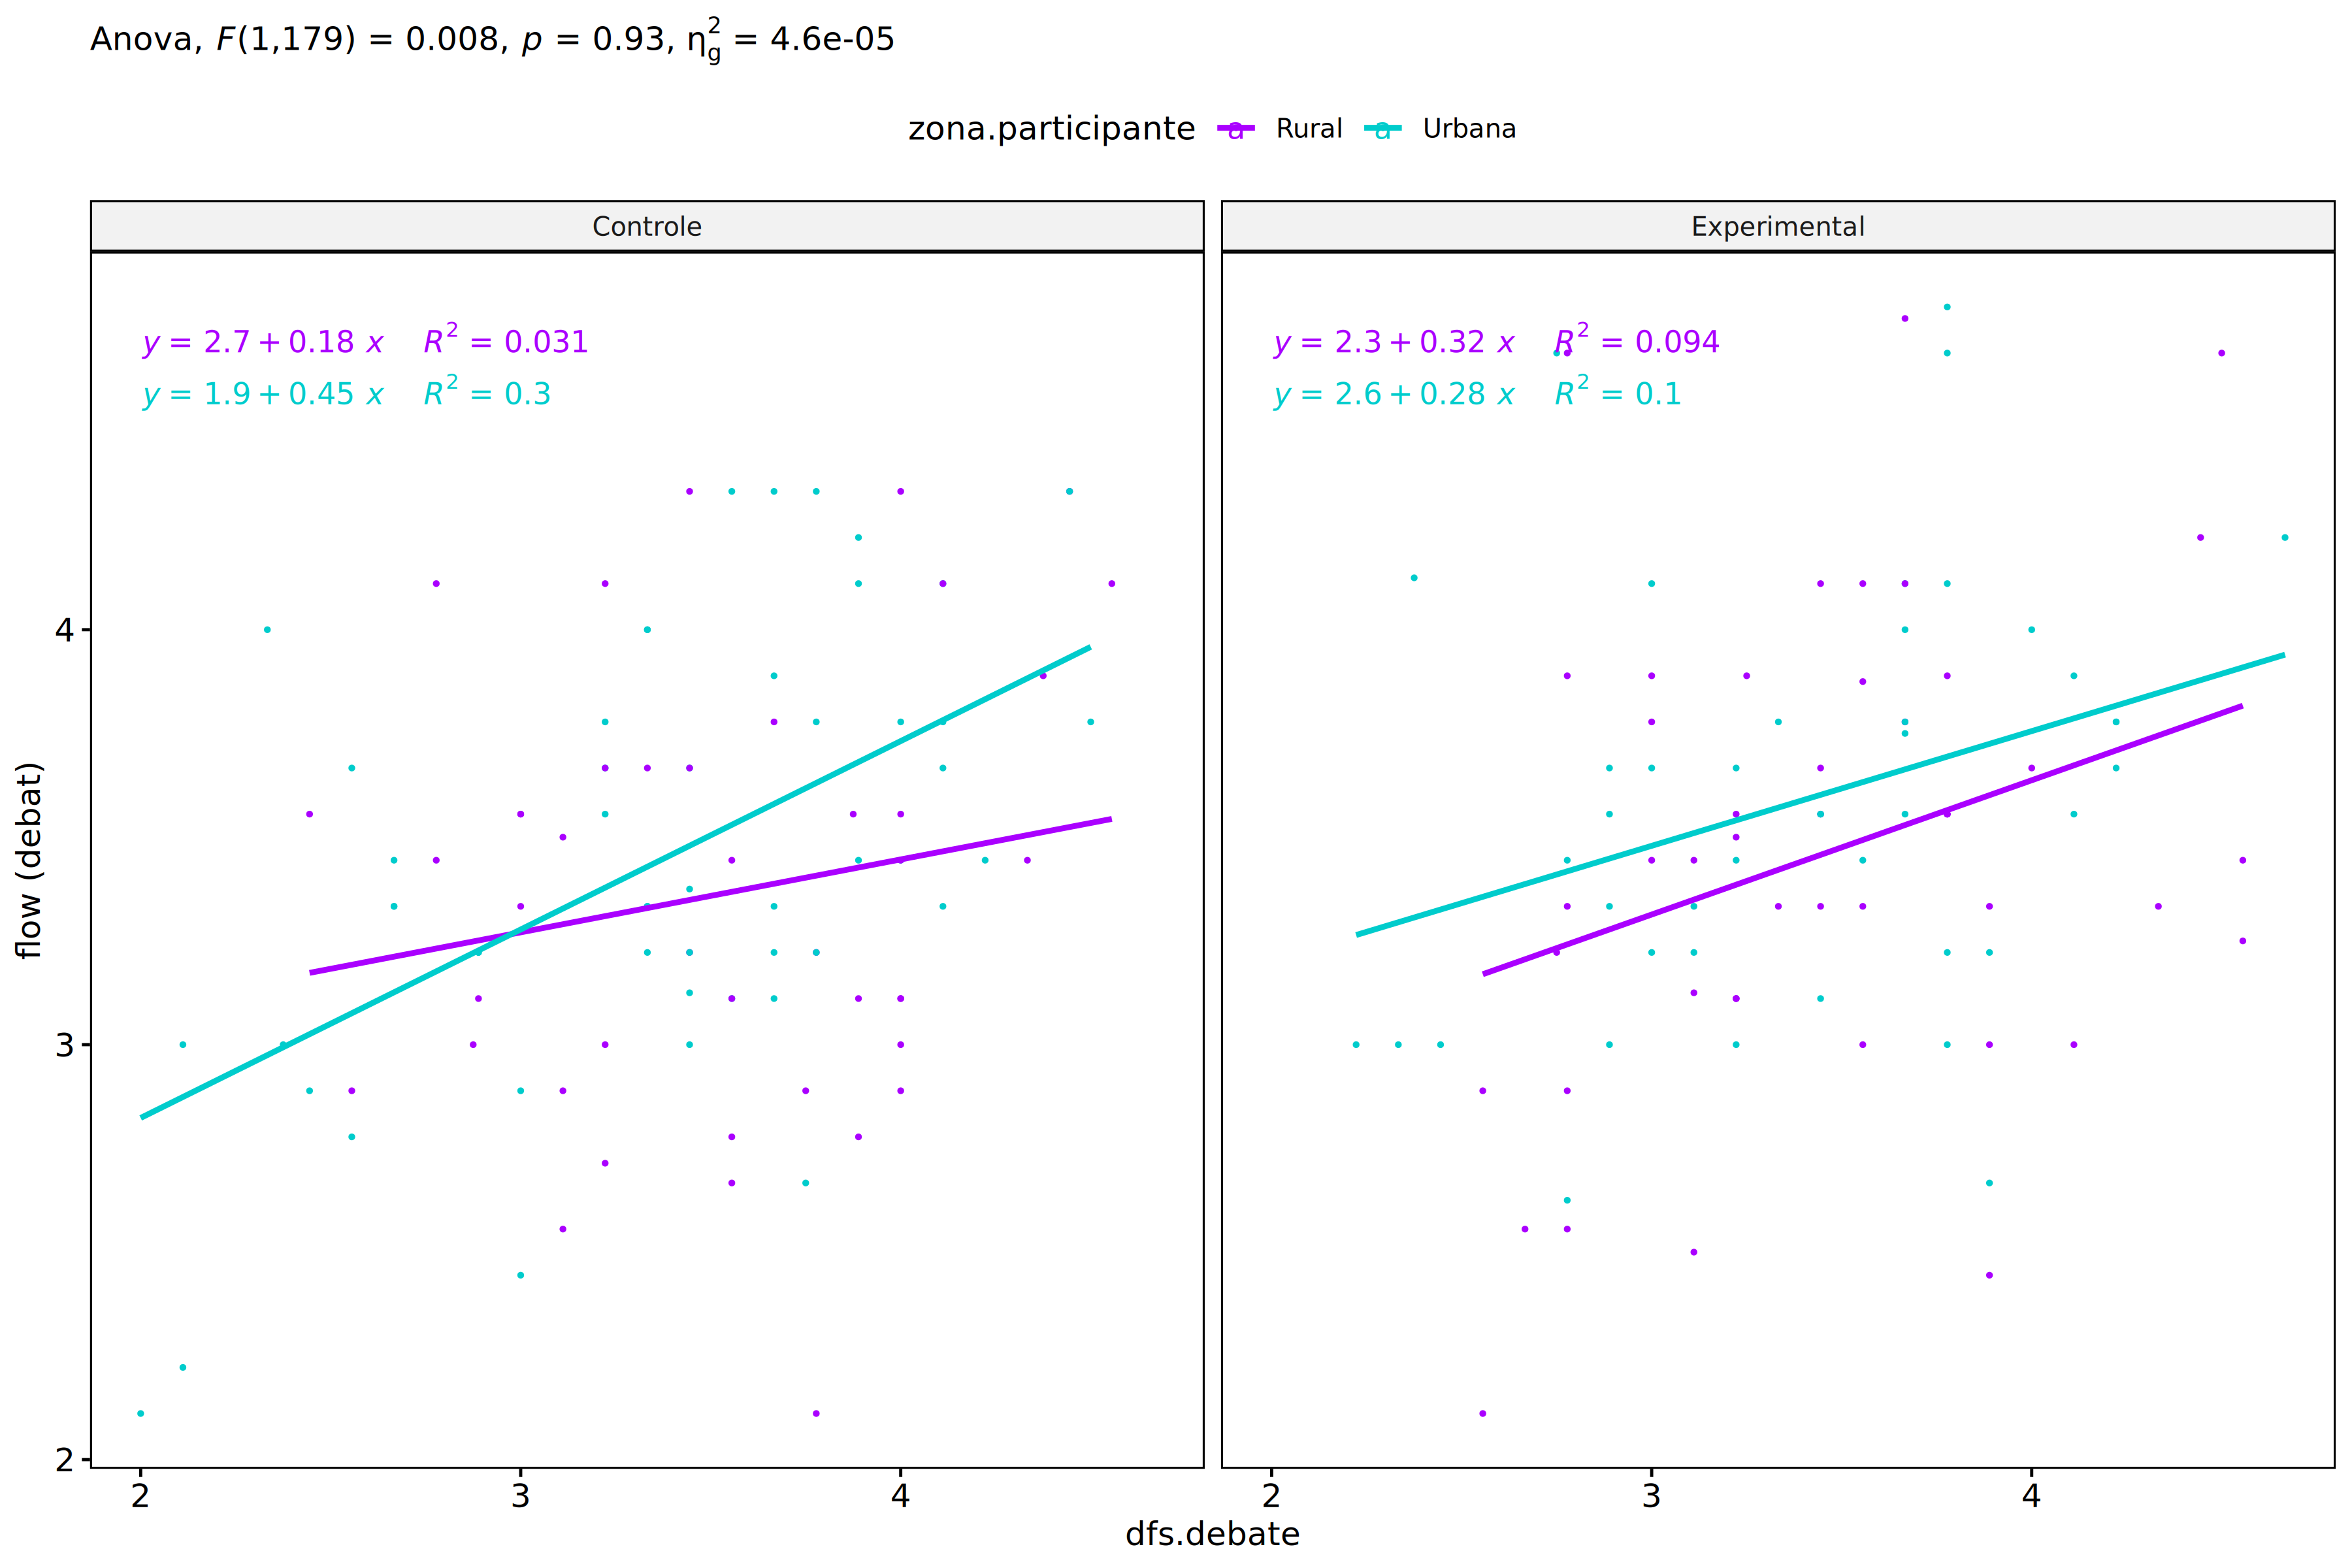 Anova, F(1,179) = 0.008, p = 0.93, η²g = 4.6e-05
zona.participante a Rural a Urbana
Controle
Experimental
y = 2.7 + 0.18 x R² = 0.031
y = 1.9 + 0.45 x R² = 0.3
y = 2.3 + 0.32 x R² = 0.094
y = 2.6 + 0.28 x R² = 0.1
flow (debat)
4
3
2
2 3 4
2 3 4
dfs.debate